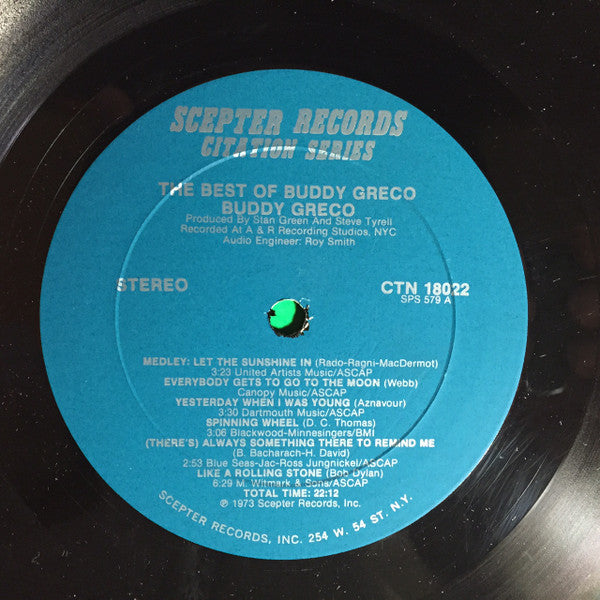 SCEPTER RECORDS
CITATION SERIES
THE BEST OF BUDDY GRECO
BUDDY GRECO
Produced By Stan Green And Steve Tyrell
Recorded At A & R Recording Studios, NYC
Audio Engineer: Roy Smith
STEREO
CTN 18022
SPS 579 A
MEDLEY: LET THE SUNSHINE IN (Rado-Ragni-MacDermot)
3:23 United Artists Music/ASCAP
EVERYBODY GETS TO GO TO THE MOON (Webb)
Canopy Music/ASCAP
YESTERDAY WHEN I WAS YOUNG (Aznavour)
3:30 Dartmouth Music/ASCAP
SPINNING WHEEL (D. C. Thomas)
3:06 Blackwood-Minnesingers/BMI
(THERE'S) ALWAYS SOMETHING THERE TO REMIND ME
(B. Bacharach-H. David)
2:53 Blue Seas-Jac-Ross Jungnickel/ASCAP
LIKE A ROLLING STONE (Bob Dylan)
6:29 M. Witmark & Sons/ASCAP
TOTAL TIME: 22:12
℗ 1973 Scepter Records, Inc.
SCEPTER RECORDS, INC. 254 W. 54 ST. N.Y.